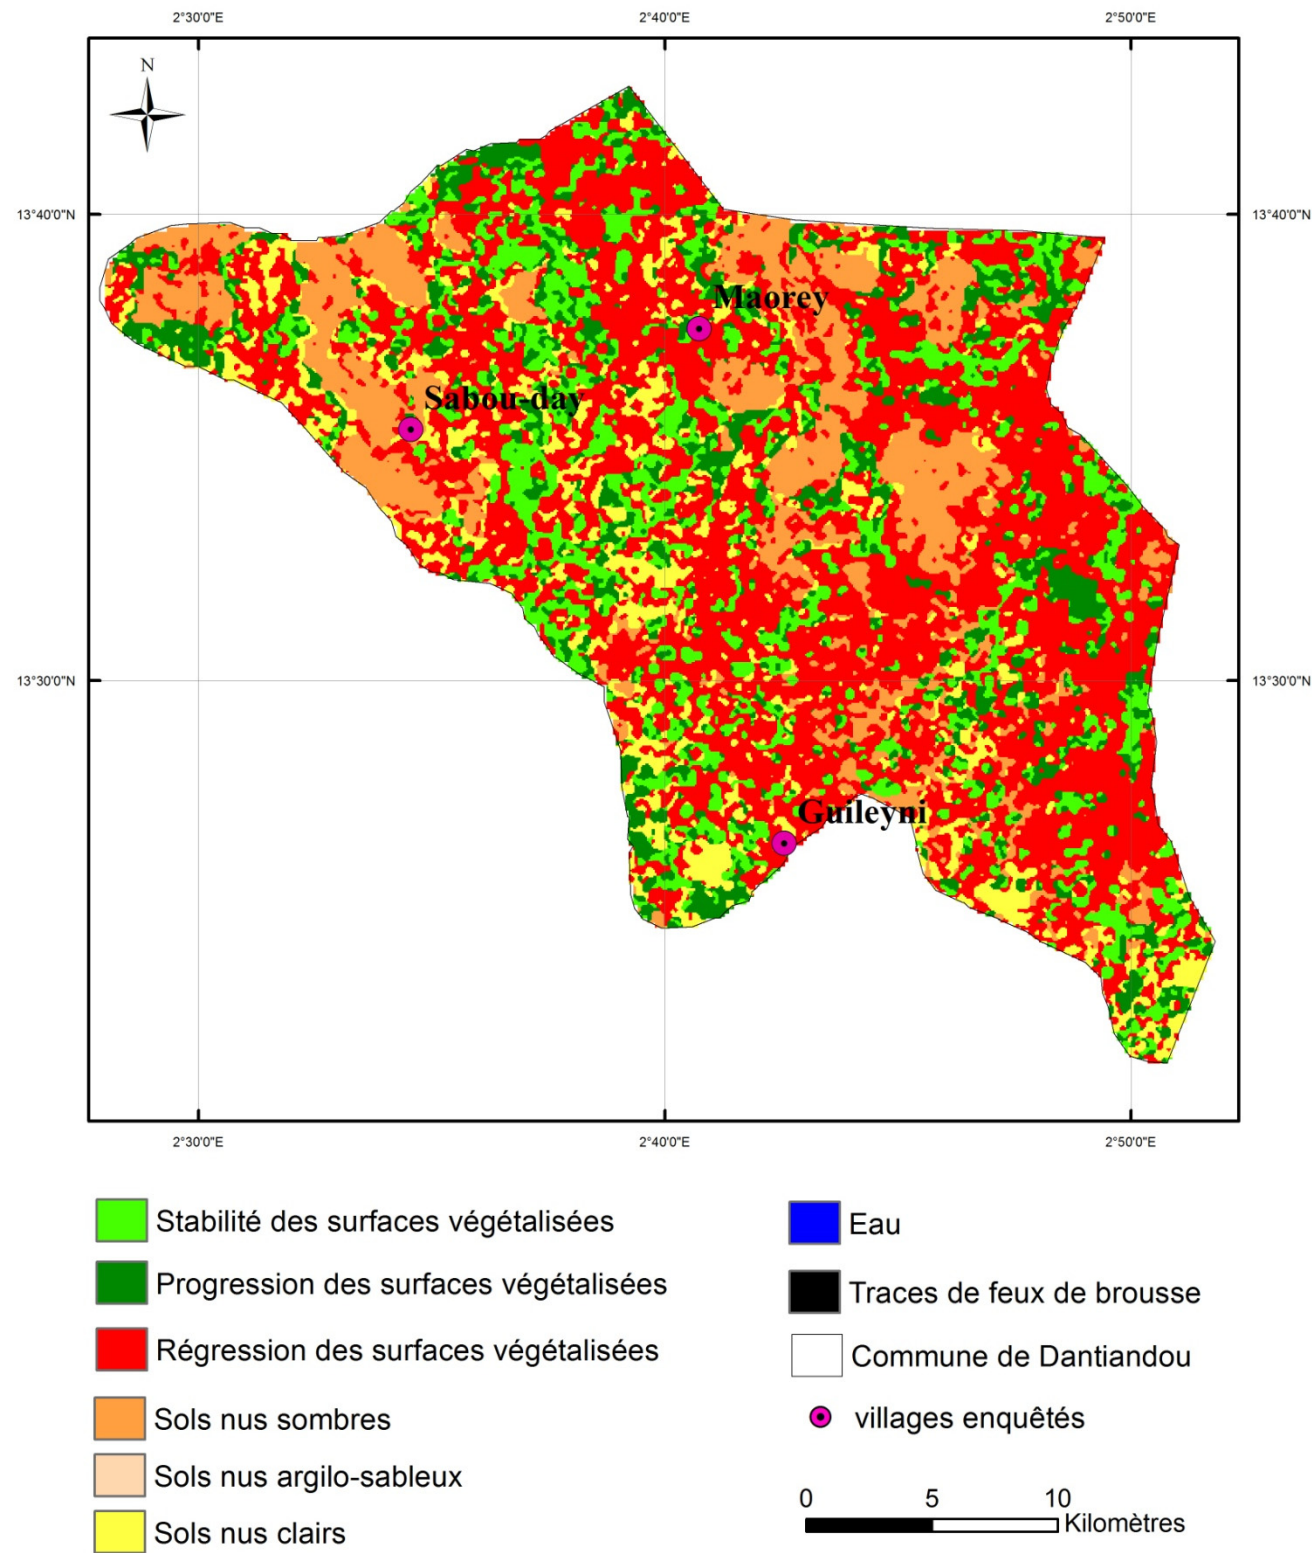 2°30'0"E 2°40'0"E 2°50'0"E
N
13°40'0"N 13°40'0"N
Maorey
Sabou-day
13°30'0"N 13°30'0"N
Guileyni
2°30'0"E 2°40'0"E 2°50'0"E
Stabilité des surfaces végétalisées
Progression des surfaces végétalisées
Régression des surfaces végétalisées
Sols nus sombres
Sols nus argilo-sableux
Sols nus clairs
Eau
Traces de feux de brousse
Commune de Dantiandou
villages enquêtés
0 5 10
Kilomètres